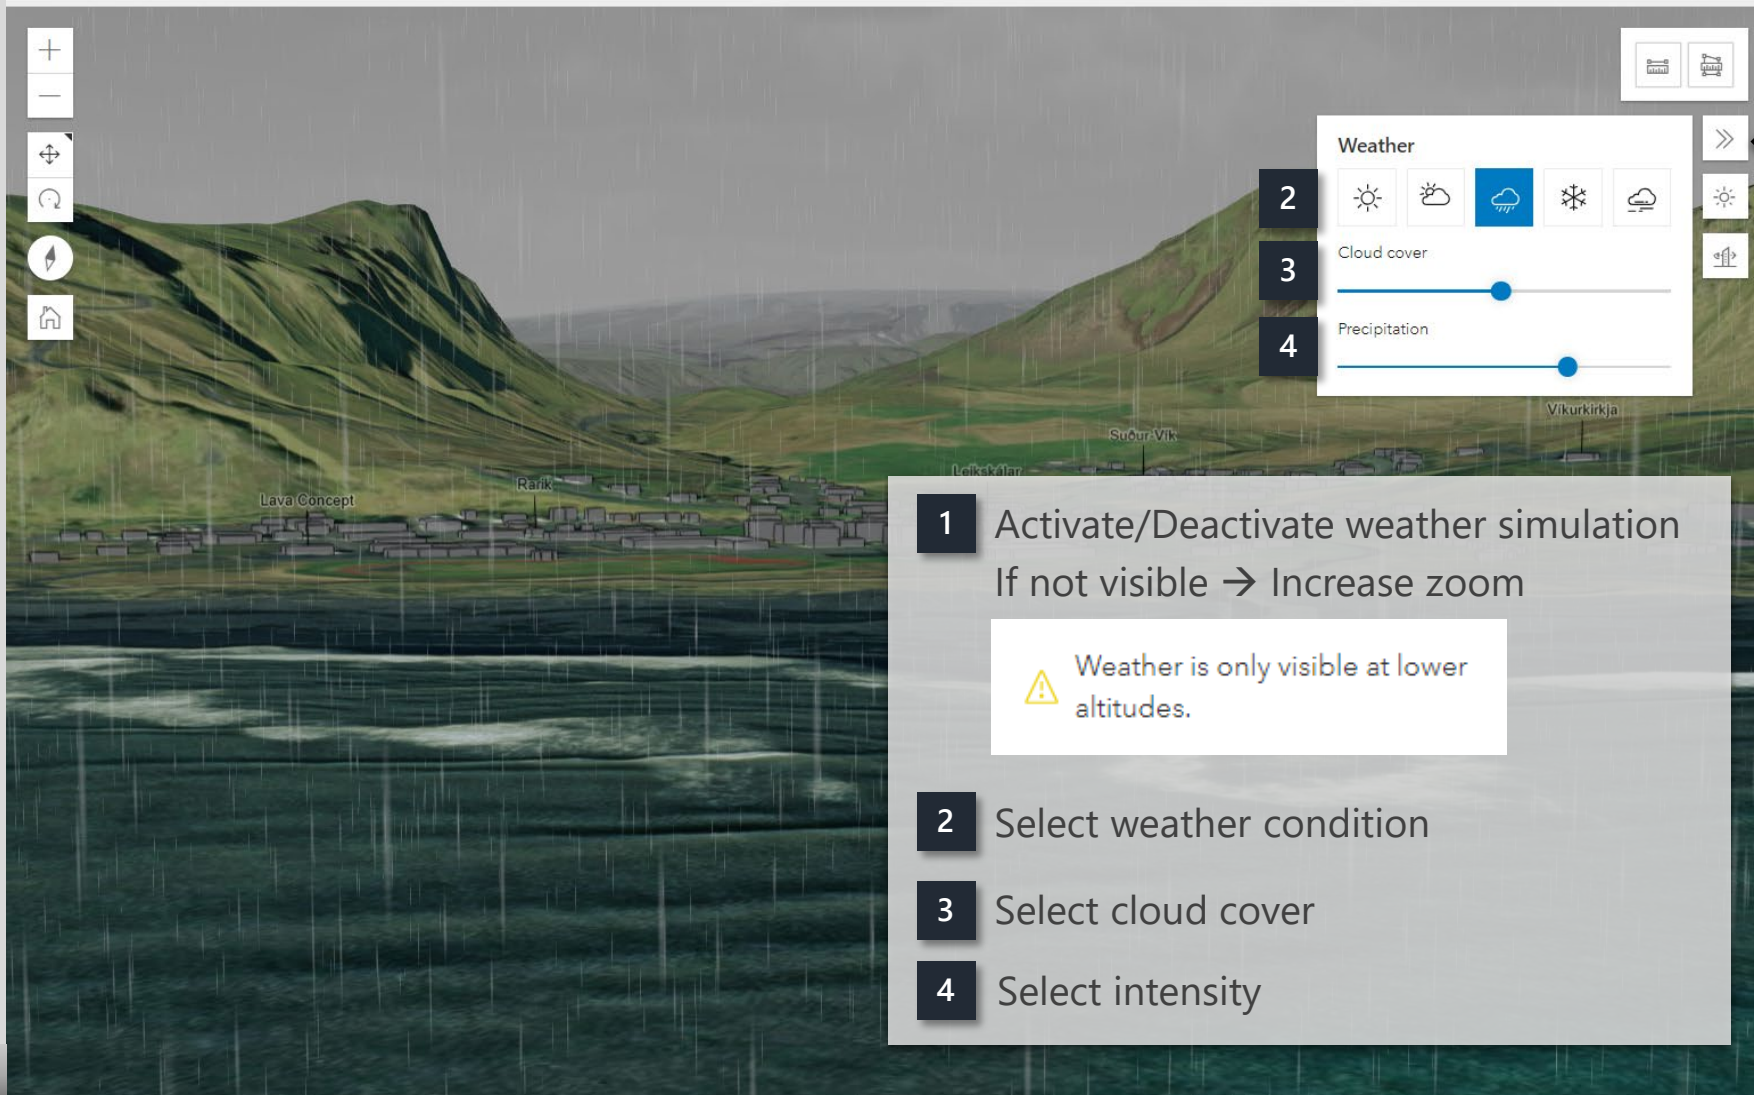 Weather
2
Cloud cover
3
Precipitation
4
Víkurkirkja
Suður-Vík
Leikskálar
Rarik
Lava Concept
1 Activate/Deactivate weather simulation
If not visible → Increase zoom
Weather is only visible at lower
altitudes.
2 Select weather condition
3 Select cloud cover
4 Select intensity